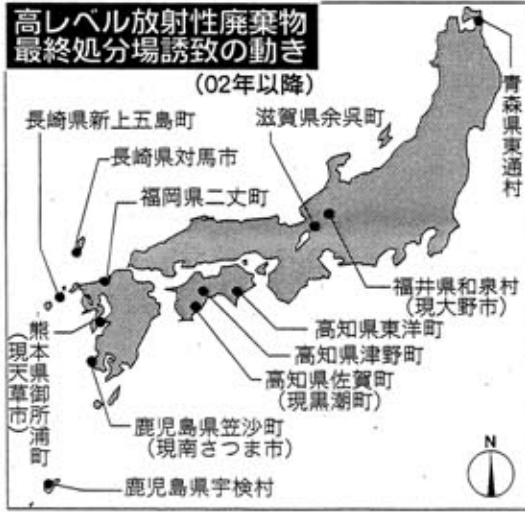 高レベル放射性廃棄物
最終処分場誘致の動き
(02年以降)
青森県東通村
長崎県新上五島町
滋賀県余呉町
長崎県対馬市
福岡県二丈町
福井県和泉村
(現大野市)
高知県東洋町
高知県津野町
高知県佐賀町
(現黒潮町)
熊本県御所浦町
(現天草市)
鹿児島県笠沙町
(現南さつま市)
鹿児島県宇検村
N